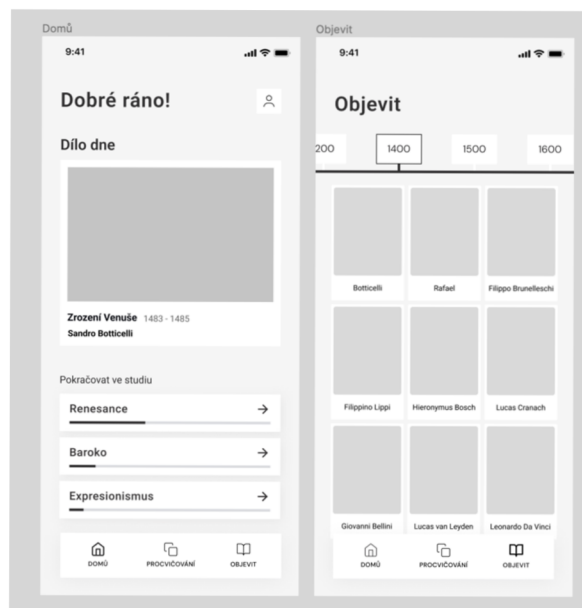 Domů
9:41
Dobré ráno!
Dílo dne
Zrození Venuše 1483 - 1485
Sandro Botticelli
Pokračovat ve studiu
Renesance
Baroko
Expresionismus
DOMŮ PROCVIČOVÁNÍ OBJEVIT
Objevit
9:41
Objevit
200 1400 1500 1600
Botticelli Rafael Filippo Brunelleschi
Filippino Lippi Hieronymus Bosch Lucas Cranach
Giovanni Bellini Lucas van Leyden Leonardo Da Vinci
DOMŮ PROCVIČOVÁNÍ OBJEVIT